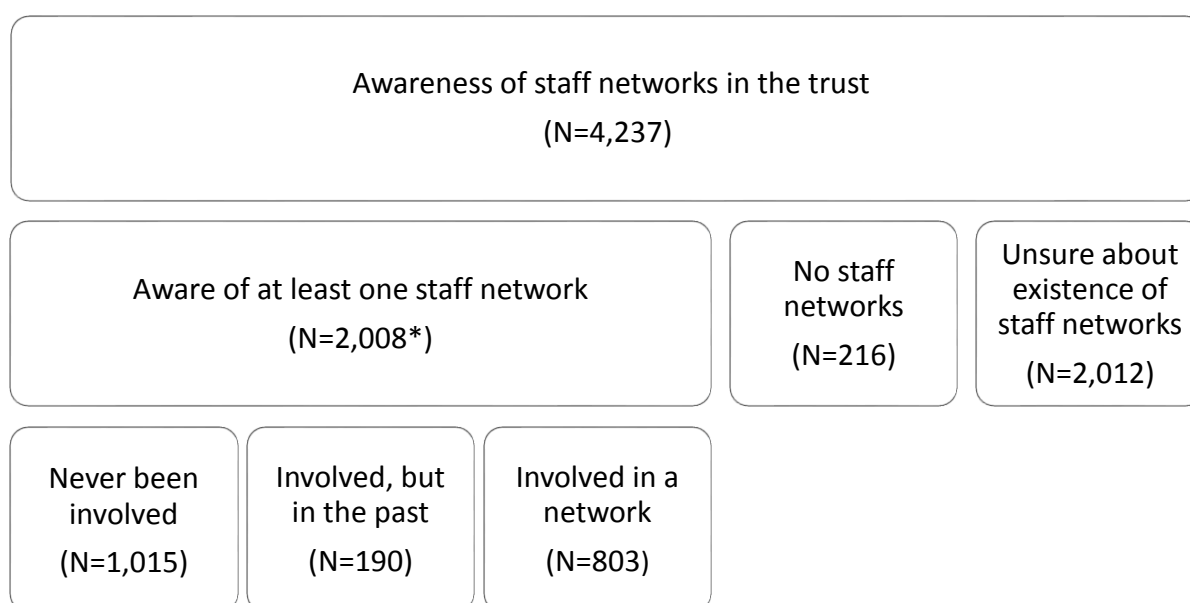 Awareness of staff networks in the trust
(N=4,237)
Aware of at least one staff network
(N=2,008*)
No staff
networks
(N=216)
Unsure about
existence of
staff networks
(N=2,012)
Never been
involved
(N=1,015)
Involved, but
in the past
(N=190)
Involved in a
network
(N=803)